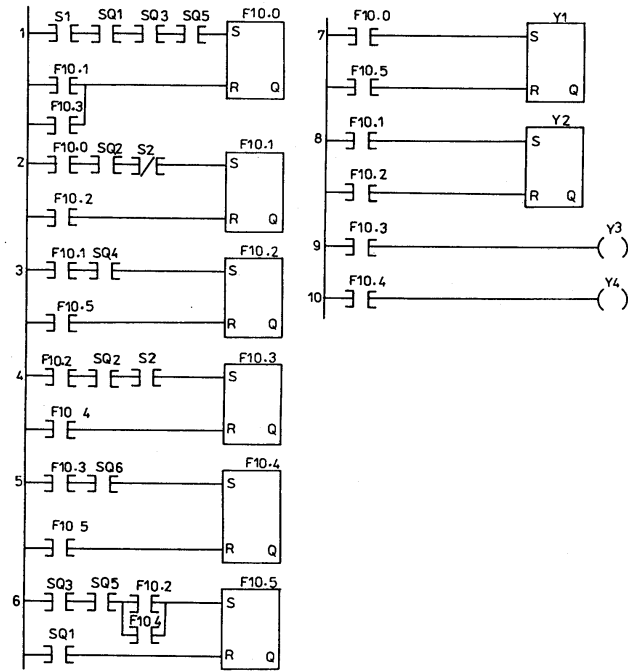 S1 SQ1 SQ3 SQ5 F10.0
1 S
F10.1 R Q
F10.3
F10.0 SQ2 S2 F10.1
2 S
F10.2 R Q
F10.1 SQ4 F10.2
3 S
F10.5 R Q
F10.2 SQ2 S2 F10.3
4 S
F10 4 R Q
F10.3 SQ6 F10.4
5 S
F10 5 R Q
SQ3 SQ5 F10.2 F10.5
6 S
F10.4
SQ1 R Q
F10.0 Y1
7 S
F10.5 R Q
F10.1 Y2
8 S
F10.2 R Q
F10.3 Y3
9
F10.4 Y4
10